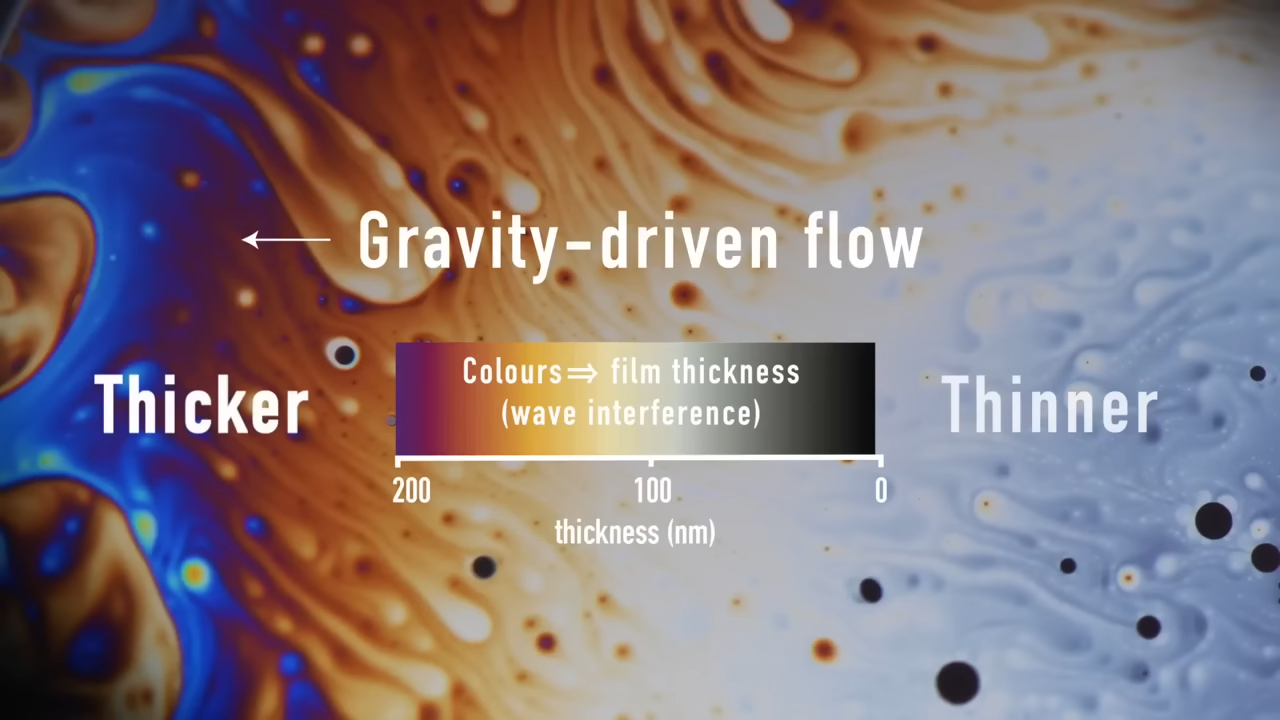 Gravity-driven flow
Thicker
Colours⇒ film thickness
(wave interference)
Thinner
200 100 0
thickness (nm)